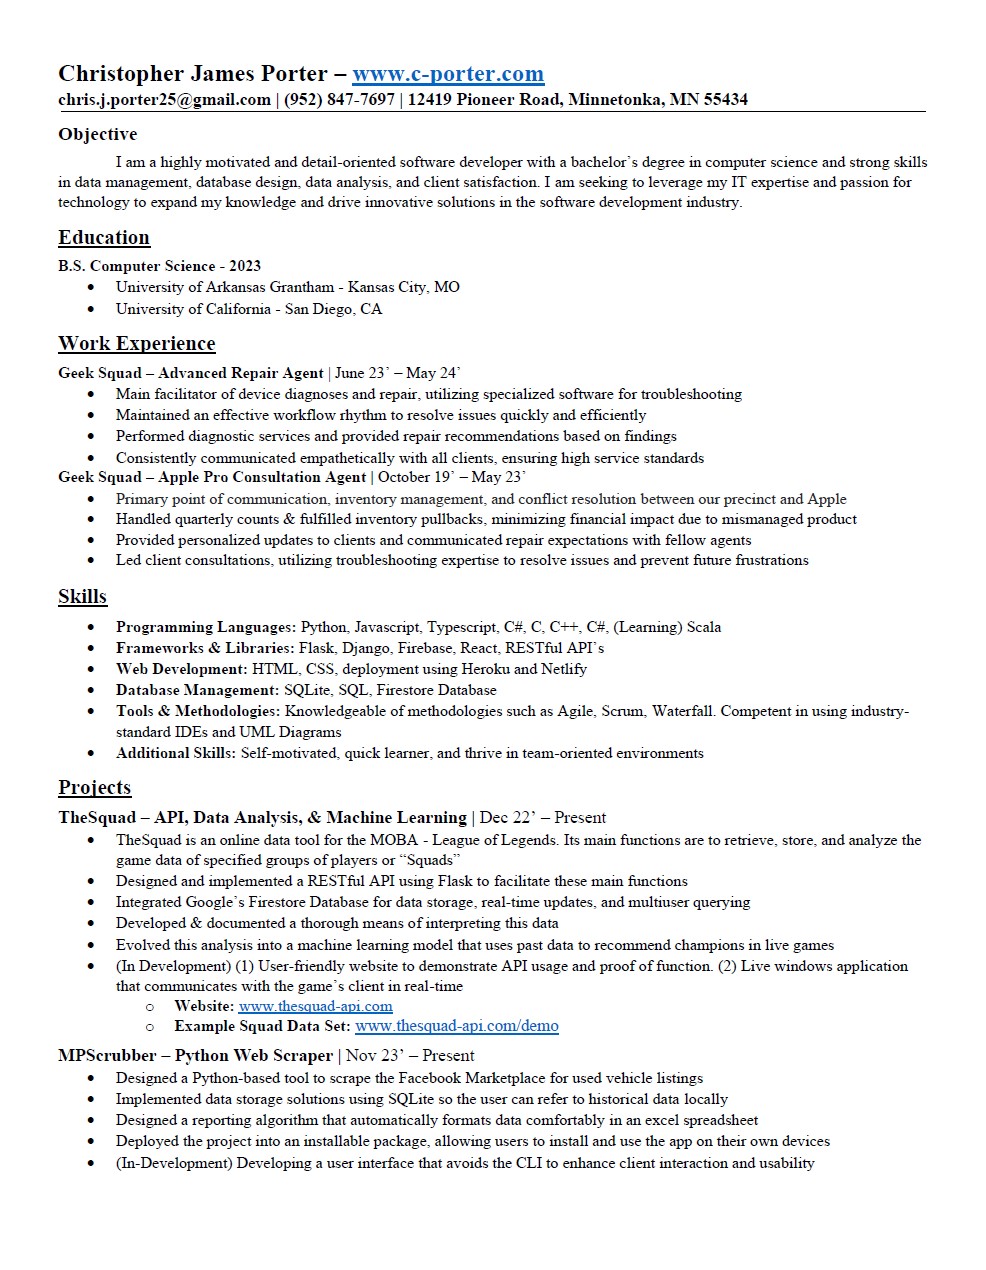 Christopher James Porter – www.c-porter.com
chris.j.porter25@gmail.com | (952) 847-7697 | 12419 Pioneer Road, Minnetonka, MN 55434
Objective
I am a highly motivated and detail-oriented software developer with a bachelor's degree in computer science and strong skills
in data management, database design, data analysis, and client satisfaction. I am seeking to leverage my IT expertise and passion for
technology to expand my knowledge and drive innovative solutions in the software development industry.
Education
B.S. Computer Science - 2023
• University of Arkansas Grantham - Kansas City, MO
• University of California - San Diego, CA
Work Experience
Geek Squad – Advanced Repair Agent | June 23’ – May 24’
• Main facilitator of device diagnoses and repair, utilizing specialized software for troubleshooting
• Maintained an effective workflow rhythm to resolve issues quickly and efficiently
• Performed diagnostic services and provided repair recommendations based on findings
• Consistently communicated empathetically with all clients, ensuring high service standards
Geek Squad – Apple Pro Consultation Agent | October 19’ – May 23’
• Primary point of communication, inventory management, and conflict resolution between our precinct and Apple
• Handled quarterly counts & fulfilled inventory pullbacks, minimizing financial impact due to mismanaged product
• Provided personalized updates to clients and communicated repair expectations with fellow agents
• Led client consultations, utilizing troubleshooting expertise to resolve issues and prevent future frustrations
Skills
• Programming Languages: Python, Javascript, Typescript, C#, C, C++, C#, (Learning) Scala
• Frameworks & Libraries: Flask, Django, Firebase, React, RESTful API’s
• Web Development: HTML, CSS, deployment using Heroku and Netlify
• Database Management: SQLite, SQL, Firestore Database
• Tools & Methodologies: Knowledgeable of methodologies such as Agile, Scrum, Waterfall. Competent in using industry-
standard IDEs and UML Diagrams
• Additional Skills: Self-motivated, quick learner, and thrive in team-oriented environments
Projects
TheSquad – API, Data Analysis, & Machine Learning | Dec 22’ – Present
• TheSquad is an online data tool for the MOBA - League of Legends. Its main functions are to retrieve, store, and analyze the
game data of specified groups of players or “Squads”
• Designed and implemented a RESTful API using Flask to facilitate these main functions
• Integrated Google’s Firestore Database for data storage, real-time updates, and multiuser querying
• Developed & documented a thorough means of interpreting this data
• Evolved this analysis into a machine learning model that uses past data to recommend champions in live games
• (In Development) (1) User-friendly website to demonstrate API usage and proof of function. (2) Live windows application
that communicates with the game’s client in real-time
o Website: www.thesquad-api.com
o Example Squad Data Set: www.thesquad-api.com/demo
MPScrubber – Python Web Scraper | Nov 23’ – Present
• Designed a Python-based tool to scrape the Facebook Marketplace for used vehicle listings
• Implemented data storage solutions using SQLite so the user can refer to historical data locally
• Designed a reporting algorithm that automatically formats data comfortably in an excel spreadsheet
• Deployed the project into an installable package, allowing users to install and use the app on their own devices
• (In-Development) Developing a user interface that avoids the CLI to enhance client interaction and usability